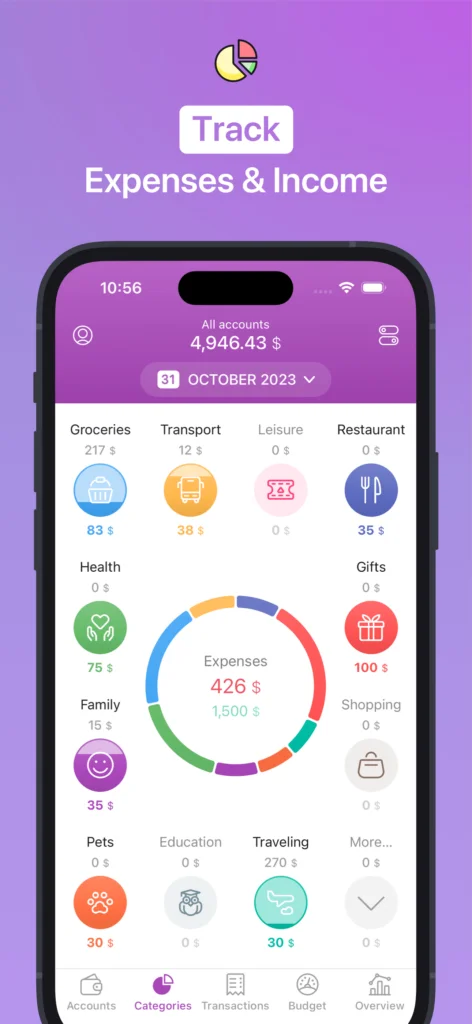 Track
Expenses & Income
10:56
All accounts
4,946.43 $
31 OCTOBER 2023
Groceries Transport Leisure Restaurant
217 $ 12 $ 0 $ 0 $
83 $ 38 $ 0 $ 35 $
Health Gifts
0 $ 0 $
75 $ 100 $
Expenses
426 $
1,500 $
Family Shopping
15 $ 0 $
35 $ 0 $
Pets Education Traveling More...
0 $ 0 $ 270 $ 0 $
30 $ 0 $ 30 $ 0 $
Accounts Categories Transactions Budget Overview